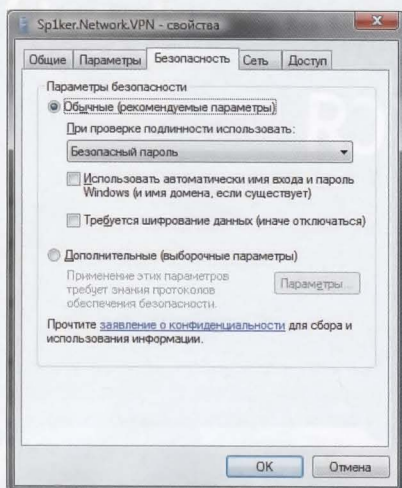 Sp1ker.Network.VPN - свойства
Общие Параметры Безопасность Сеть Доступ
Параметры безопасности
Обычные (рекомендуемые параметры)
При проверке подлинности использовать:
Безопасный пароль
Использовать автоматически имя входа и пароль
Windows (и имя домена, если существует)
Требуется шифрование данных (иначе отключаться)
Дополнительные (выборочные параметры)
Применение этих параметров
требует знания протоколов
обеспечения безопасности.
Параметры...
Прочтите заявление о конфиденциальности для сбора и
использования информации.
OK Отмена